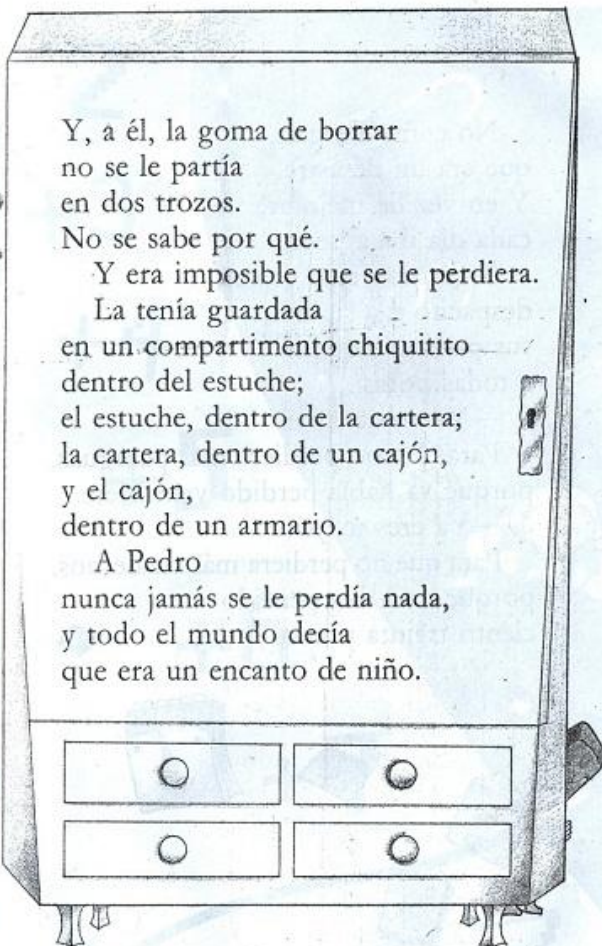 Y, a él, la goma de borrar
no se le partía
en dos trozos.
No se sabe por qué.
Y era imposible que se le perdiera.
La tenía guardada
en un compartimento chiquitito
dentro del estuche;
el estuche, dentro de la cartera;
la cartera, dentro de un cajón,
y el cajón,
dentro de un armario.
A Pedro
nunca jamás se le perdía nada,
y todo el mundo decía
que era un encanto de niño.